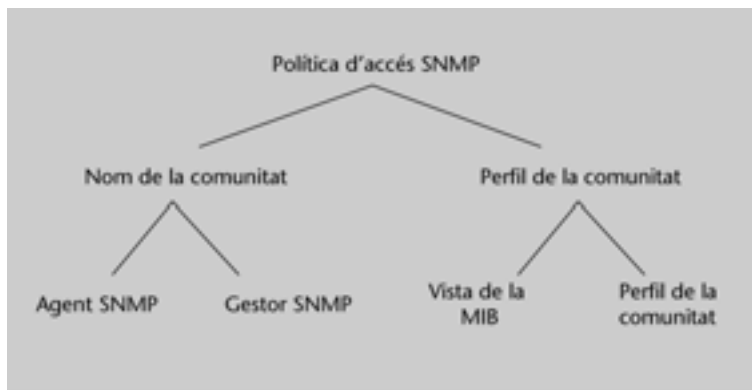 Política d'accés SNMP
Nom de la comunitat
Perfil de la comunitat
Agent SNMP
Gestor SNMP
Vista de la
MIB
Perfil de la
comunitat